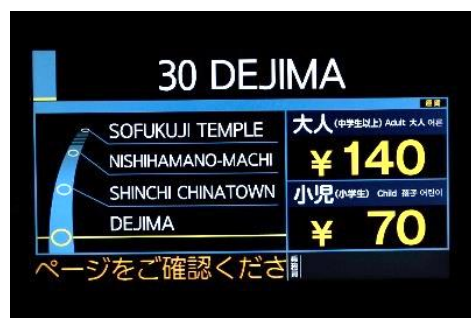 30 DEJIMA
SOFUKUJI TEMPLE
NISHIHAMANO-MACHI
SHINCHI CHINATOWN
DEJIMA
大人(中学生以上) Adult 大人 어른
¥140
小児(小学生) Child 孩子 어린이
¥ 70
ページをご確認くださ